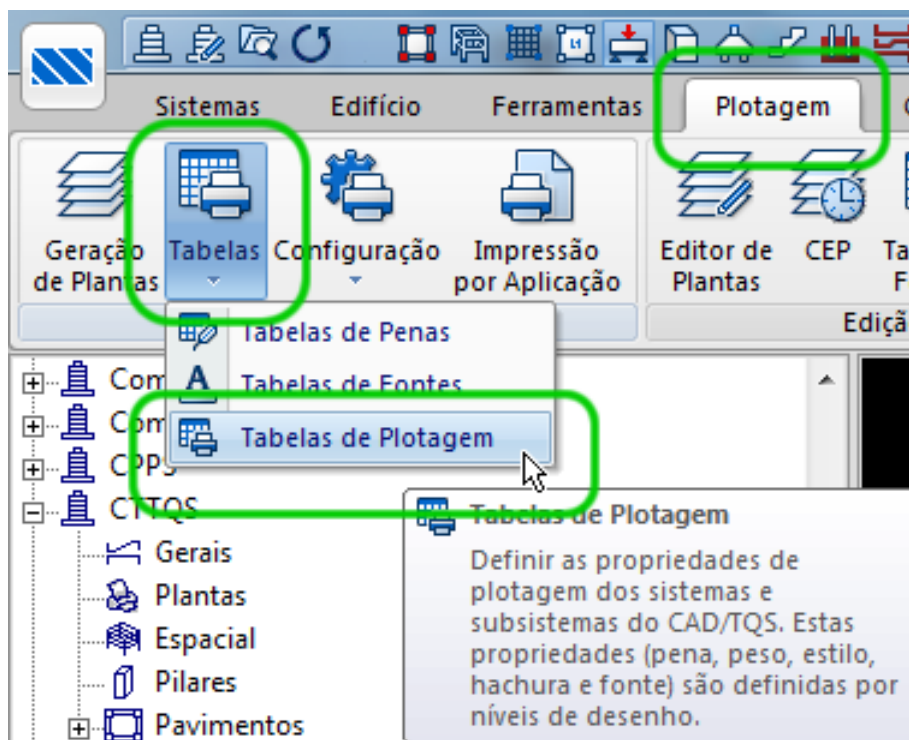 Sistemas Edifício Ferramentas Plotagem
Geração Tabelas Configuração Impressão Editor de CEP
de Plantas por Aplicação Plantas
Tabelas de Penas
Tabelas de Fontes
Tabelas de Plotagem
CPPS
CTTQS
Tabelas de Plotagem
Gerais
Definir as propriedades de
Plantas
plotagem dos sistemas e
subsistemas do CAD/TQS. Estas
Espacial
propriedades (pena, peso, estilo,
Pilares
hachura e fonte) são definidas por
Pavimentos
níveis de desenho.